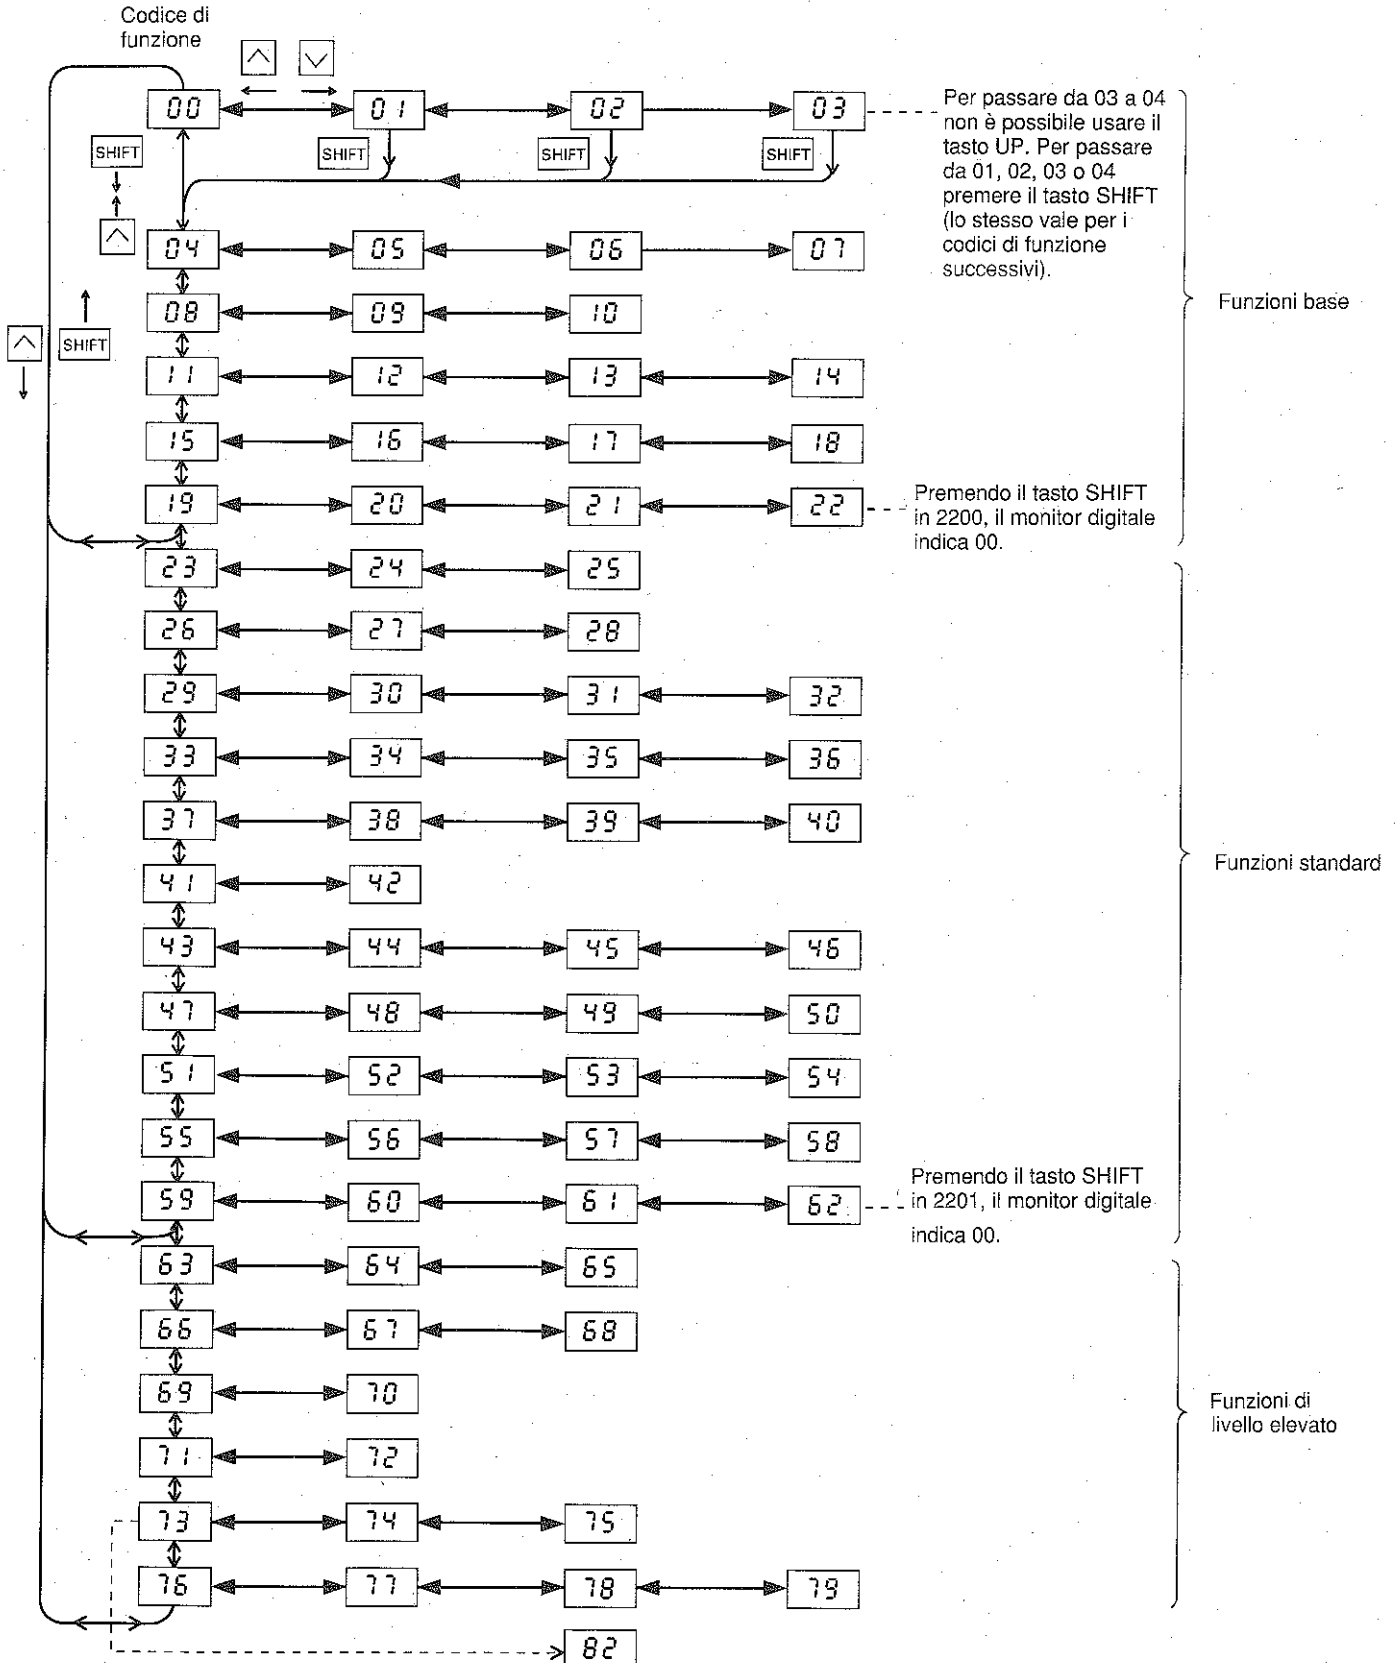 Codice di
funzione
00 01 02 03
Per passare da 03 a 04
non è possibile usare il
tasto UP. Per passare
da 01, 02, 03 o 04
premere il tasto SHIFT
(lo stesso vale per i
codici di funzione
successivi).
SHIFT SHIFT SHIFT SHIFT
04 05 06 07
Funzioni base
08 09 10
SHIFT
11 12 13 14
15 16 17 18
19 20 21 22
Premendo il tasto SHIFT
in 2200, il monitor digitale
indica 00.
23 24 25
26 27 28
29 30 31 32
33 34 35 36
37 38 39 40
Funzioni standard
41 42
43 44 45 46
47 48 49 50
51 52 53 54
55 56 57 58
59 60 61 62
Premendo il tasto SHIFT
in 2201, il monitor digitale
indica 00.
63 64 65
66 67 68
69 70
Funzioni di
livello elevato
71 72
73 74 75
76 77 78 79
82